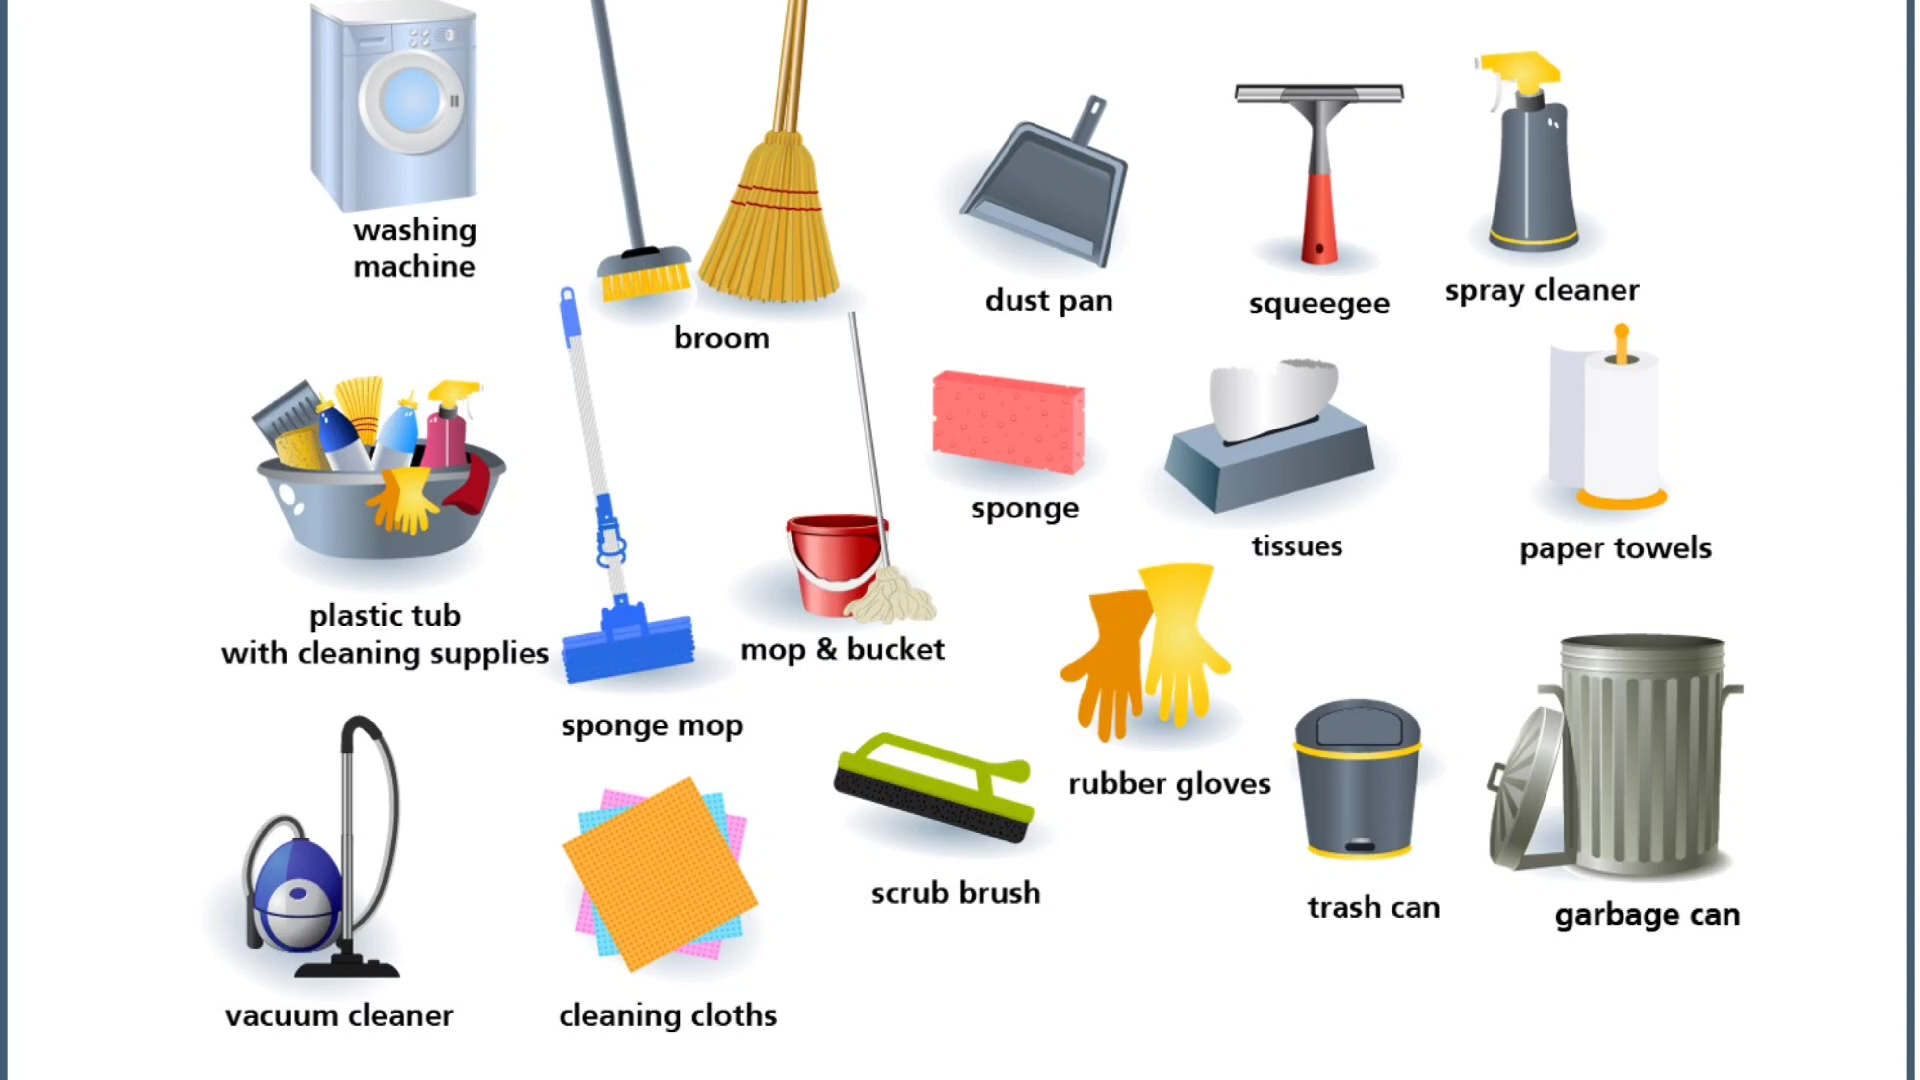 washing
machine
broom
dust pan
squeegee
spray cleaner
plastic tub
with cleaning supplies
sponge mop
mop & bucket
sponge
tissues
paper towels
vacuum cleaner
cleaning cloths
scrub brush
rubber gloves
trash can
garbage can